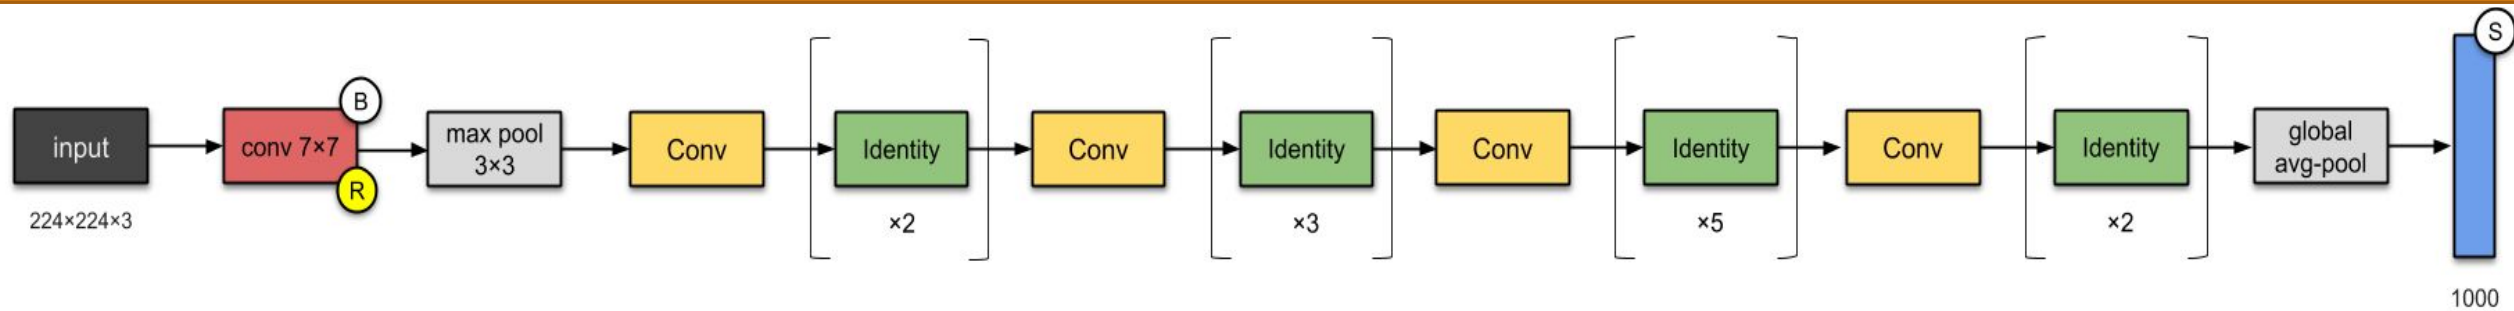 input
224×224×3
conv 7×7
B
R
max pool
3×3
Conv
Identity
×2
Conv
Identity
×3
Conv
Identity
×5
Conv
Identity
×2
global
avg-pool
S
1000